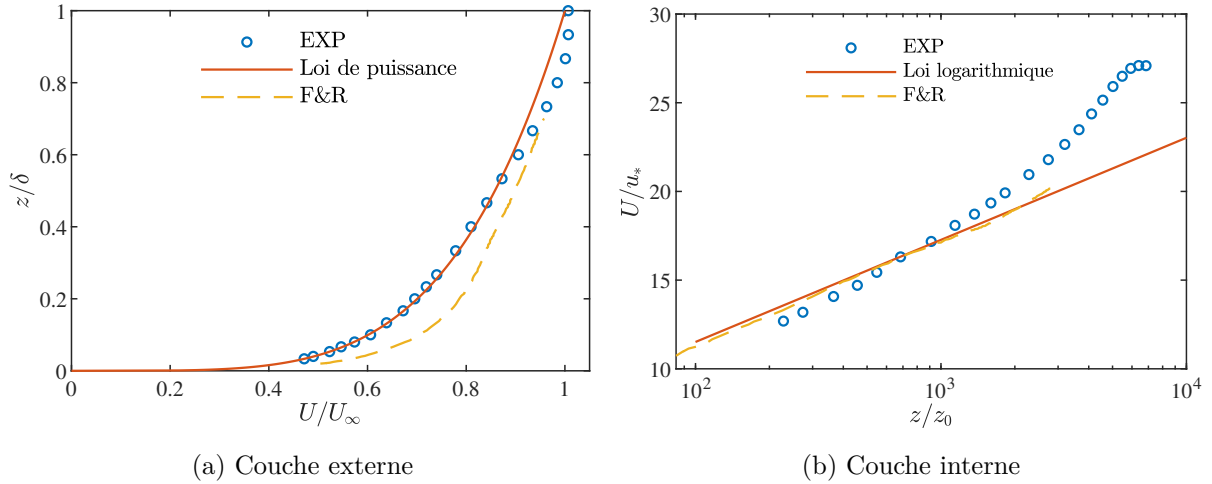 EXP
Loi de puissance
F&R
z/δ
1
0.8
0.6
0.4
0.2
0
0 0.2 0.4 0.6 0.8 1
U/U∞
(a) Couche externe
EXP
Loi logarithmique
F&R
U/u*
30
25
20
15
10
10² 10³ 10⁴
z/z₀
(b) Couche interne